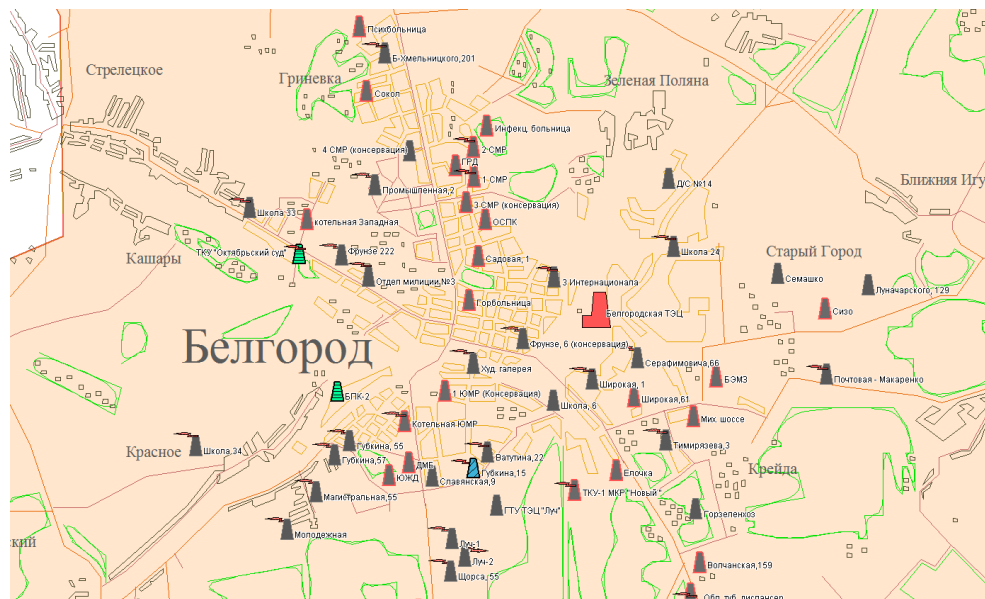 Психбольница
Б-Хмельницкого,201
Стрелецкое
Гриневка
Зеленая Поляна
Сокол
Инфекц. больница
4 СМР (консервация)
2 СМР
ГРД
1 СМР
Промышленная,2
Д/С №14
Ближняя Игу
3 СМР (консервация)
Школа 33
котельная Западная
ОСПК
ТКУ "Октябрьский суд"
Фрунзе 222
Школа 24
Старый Город
Кашары
Садовая, 1
Отдел милиции №3
3 Интернационала
Семашко
Луначарского, 129
Горбольница
Белгородская ТЭЦ
Сизо
Белгород
Фрунзе, 6 (консервация)
Худ. галерея
Серафимовича,66
Широкая, 1
БЭМЗ
Почтовая - Макаренко
БПК-2
1 ЮМР (Консервация)
Школа, 6
Широкая,61
Котельная ЮМР
Мих. шоссе
Красное
Школа,34
Губкина, 55
Губкина,57
Ватутина,22
Тимирязева,3
ДМБ
ЮЖД
Славянская,9
Губкина,15
Елочка
Крейда
Магистральная,55
ТКУ-1 МКР "Новый"
ГТУ ТЭЦ "Луч"
Горзеленхоз
Молодежная
ский
Луч-1
Луч-2
Щорса, 55
Волчанская,159
Обл. туб. диспансер